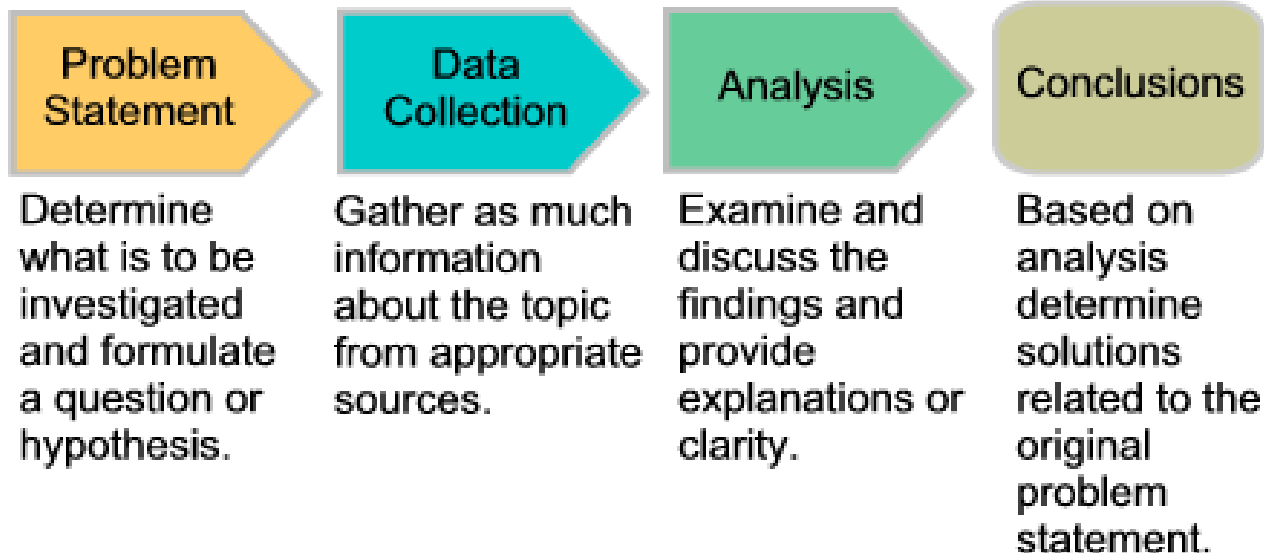 Problem
Statement
Data
Collection
Analysis
Conclusions
Determine
what is to be
investigated
and formulate
a question or
hypothesis.
Gather as much
information
about the topic
from appropriate
sources.
Examine and
discuss the
findings and
provide
explanations or
clarity.
Based on
analysis
determine
solutions
related to the
original
problem
statement.